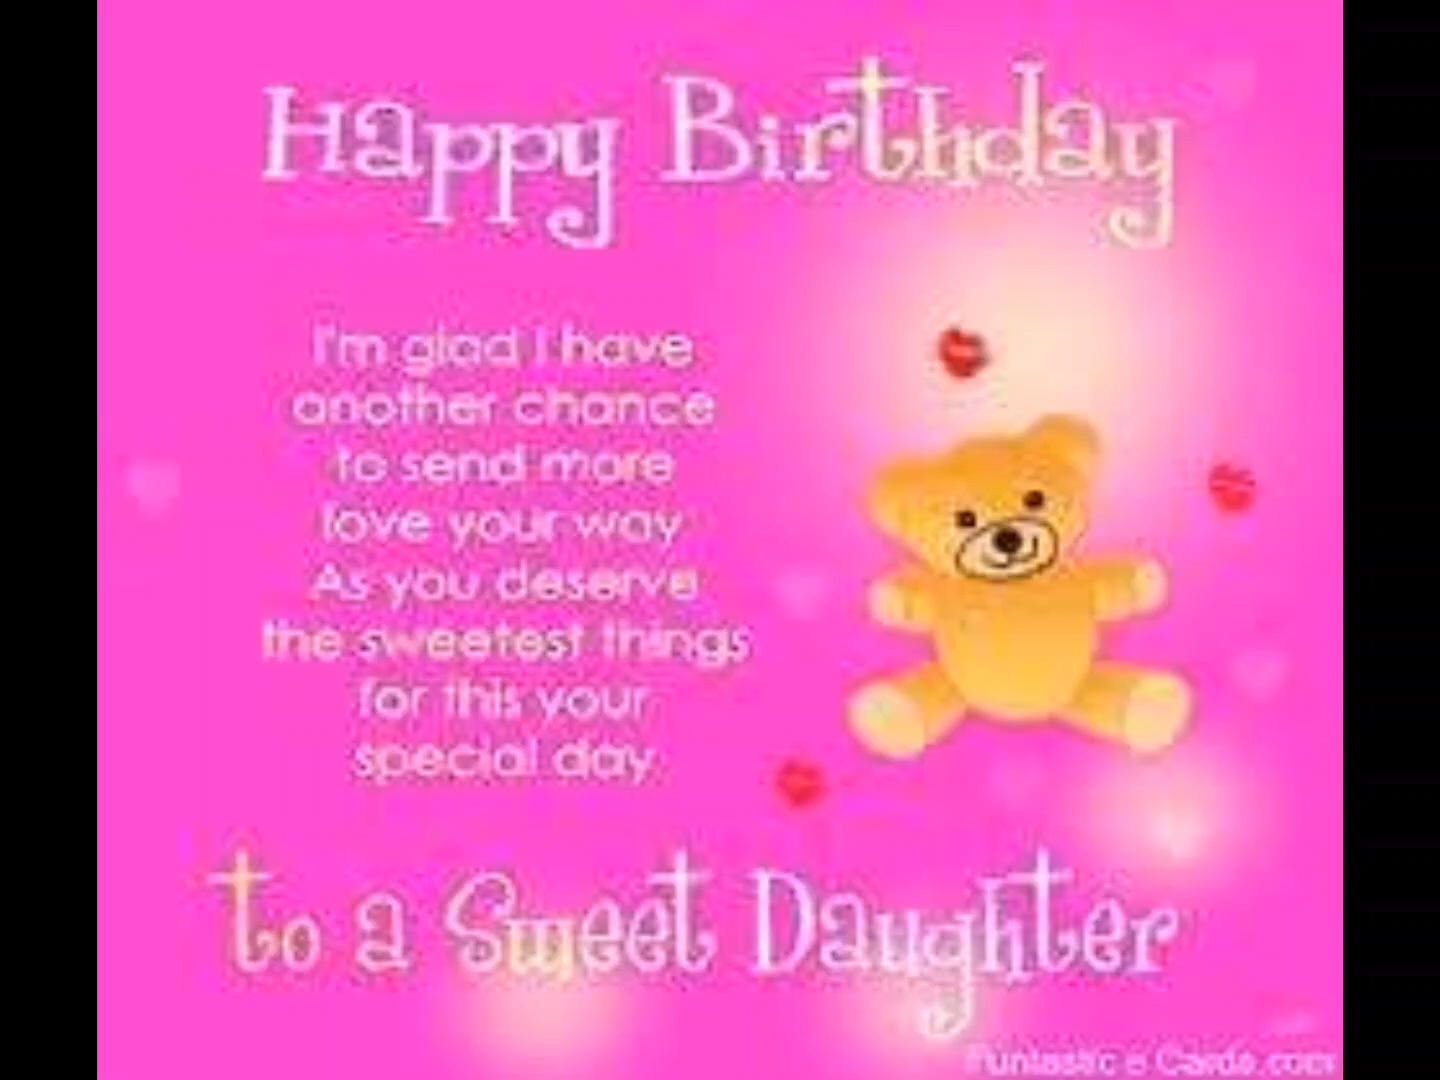 Happy Birthday
I'm glad I have
another chance
to send more
love your way
As you deserve
the sweetest things
for this your
special day
to a Sweet Daughter
Funtastic e Cards.com